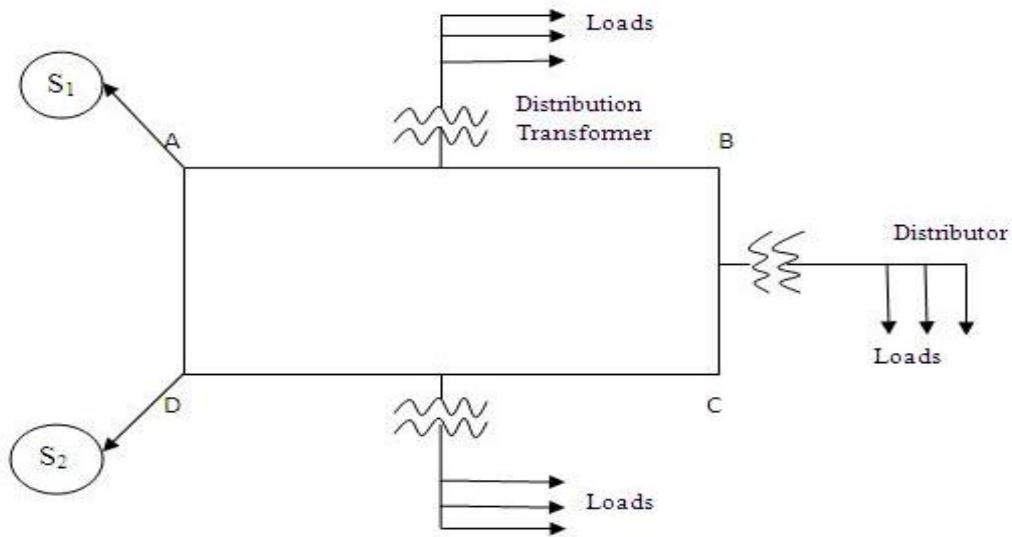 Loads
S₁
Distribution
Transformer
A
B
Distributor
Loads
D
C
S₂
Loads